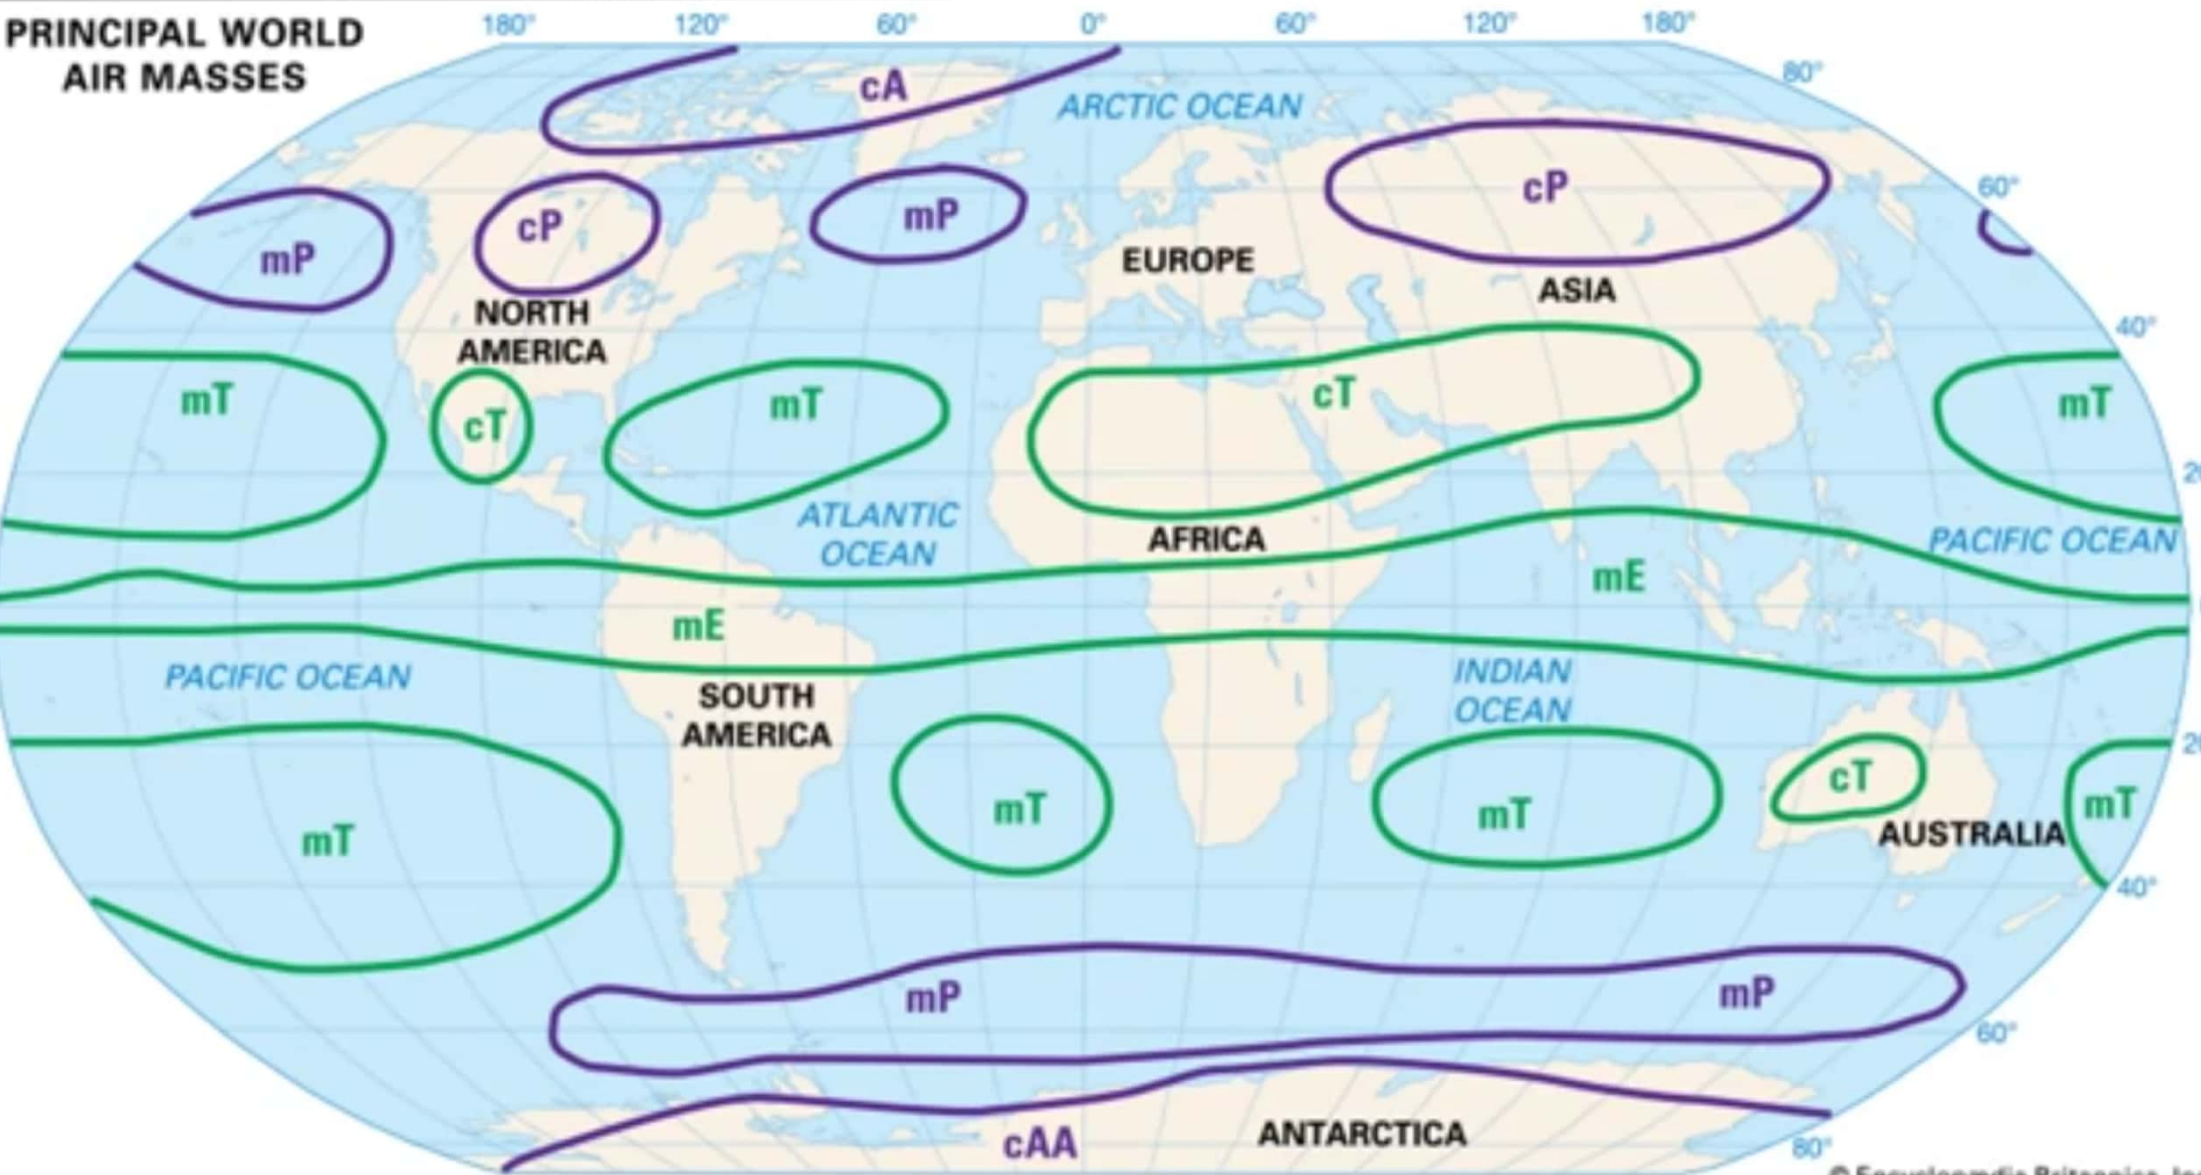 PRINCIPAL WORLD
AIR MASSES
180° 120° 60° 0° 60° 120° 180°
80°
cA
ARCTIC OCEAN
60°
cP
mP
cP
mP
EUROPE
ASIA
NORTH
AMERICA
40°
mT
cT
mT
cT
mT
ATLANTIC
OCEAN
AFRICA
PACIFIC OCEAN
mE
mE
PACIFIC OCEAN
INDIAN
OCEAN
SOUTH
AMERICA
mT
mT
mT
cT
mT
AUSTRALIA
40°
mP
mP
60°
cAA
ANTARCTICA
80°